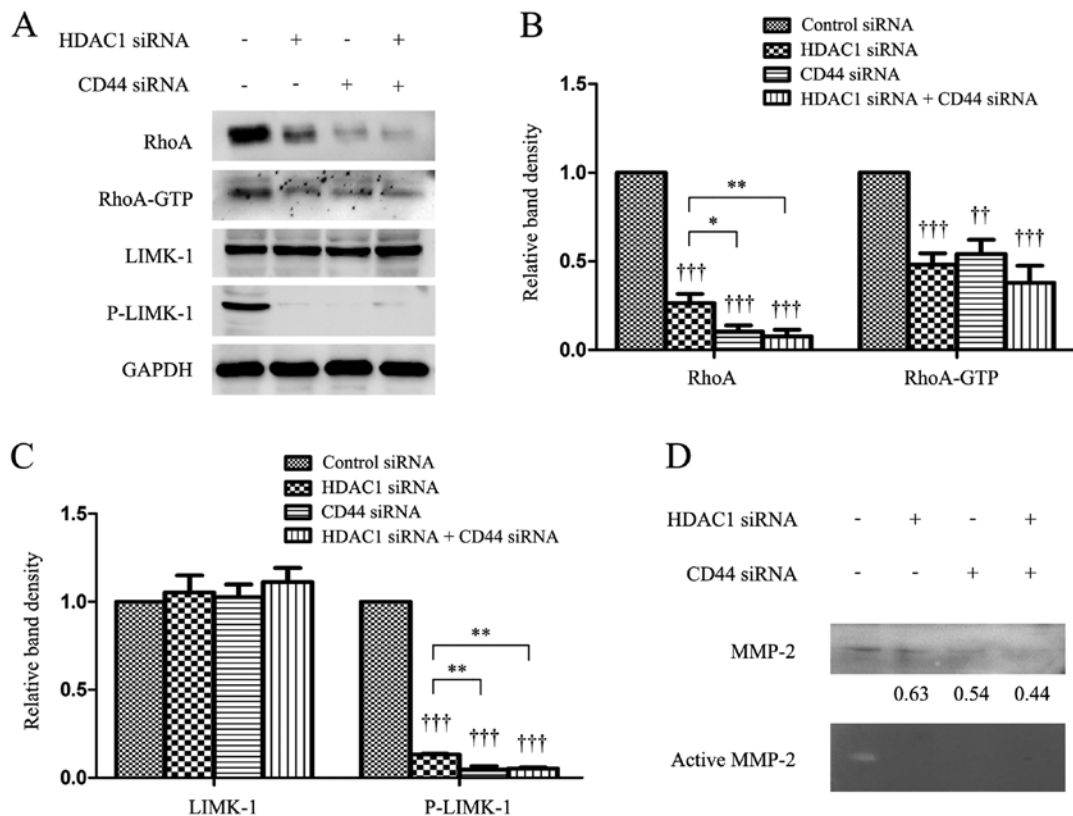 A
HDAC1 siRNA - + - +
CD44 siRNA - - + +
RhoA
RhoA-GTP
LIMK-1
P-LIMK-1
GAPDH
B
Control siRNA
HDAC1 siRNA
CD44 siRNA
HDAC1 siRNA + CD44 siRNA
Relative band density
1.5
1.0
0.5
0.0
**
*
††† ††† †††
††† †† †††
RhoA RhoA-GTP
C
Control siRNA
HDAC1 siRNA
CD44 siRNA
HDAC1 siRNA + CD44 siRNA
Relative band density
1.5
1.0
0.5
0.0
**
**
††† ††† †††
LIMK-1 P-LIMK-1
D
HDAC1 siRNA - + - +
CD44 siRNA - - + +
MMP-2
0.63 0.54 0.44
Active MMP-2